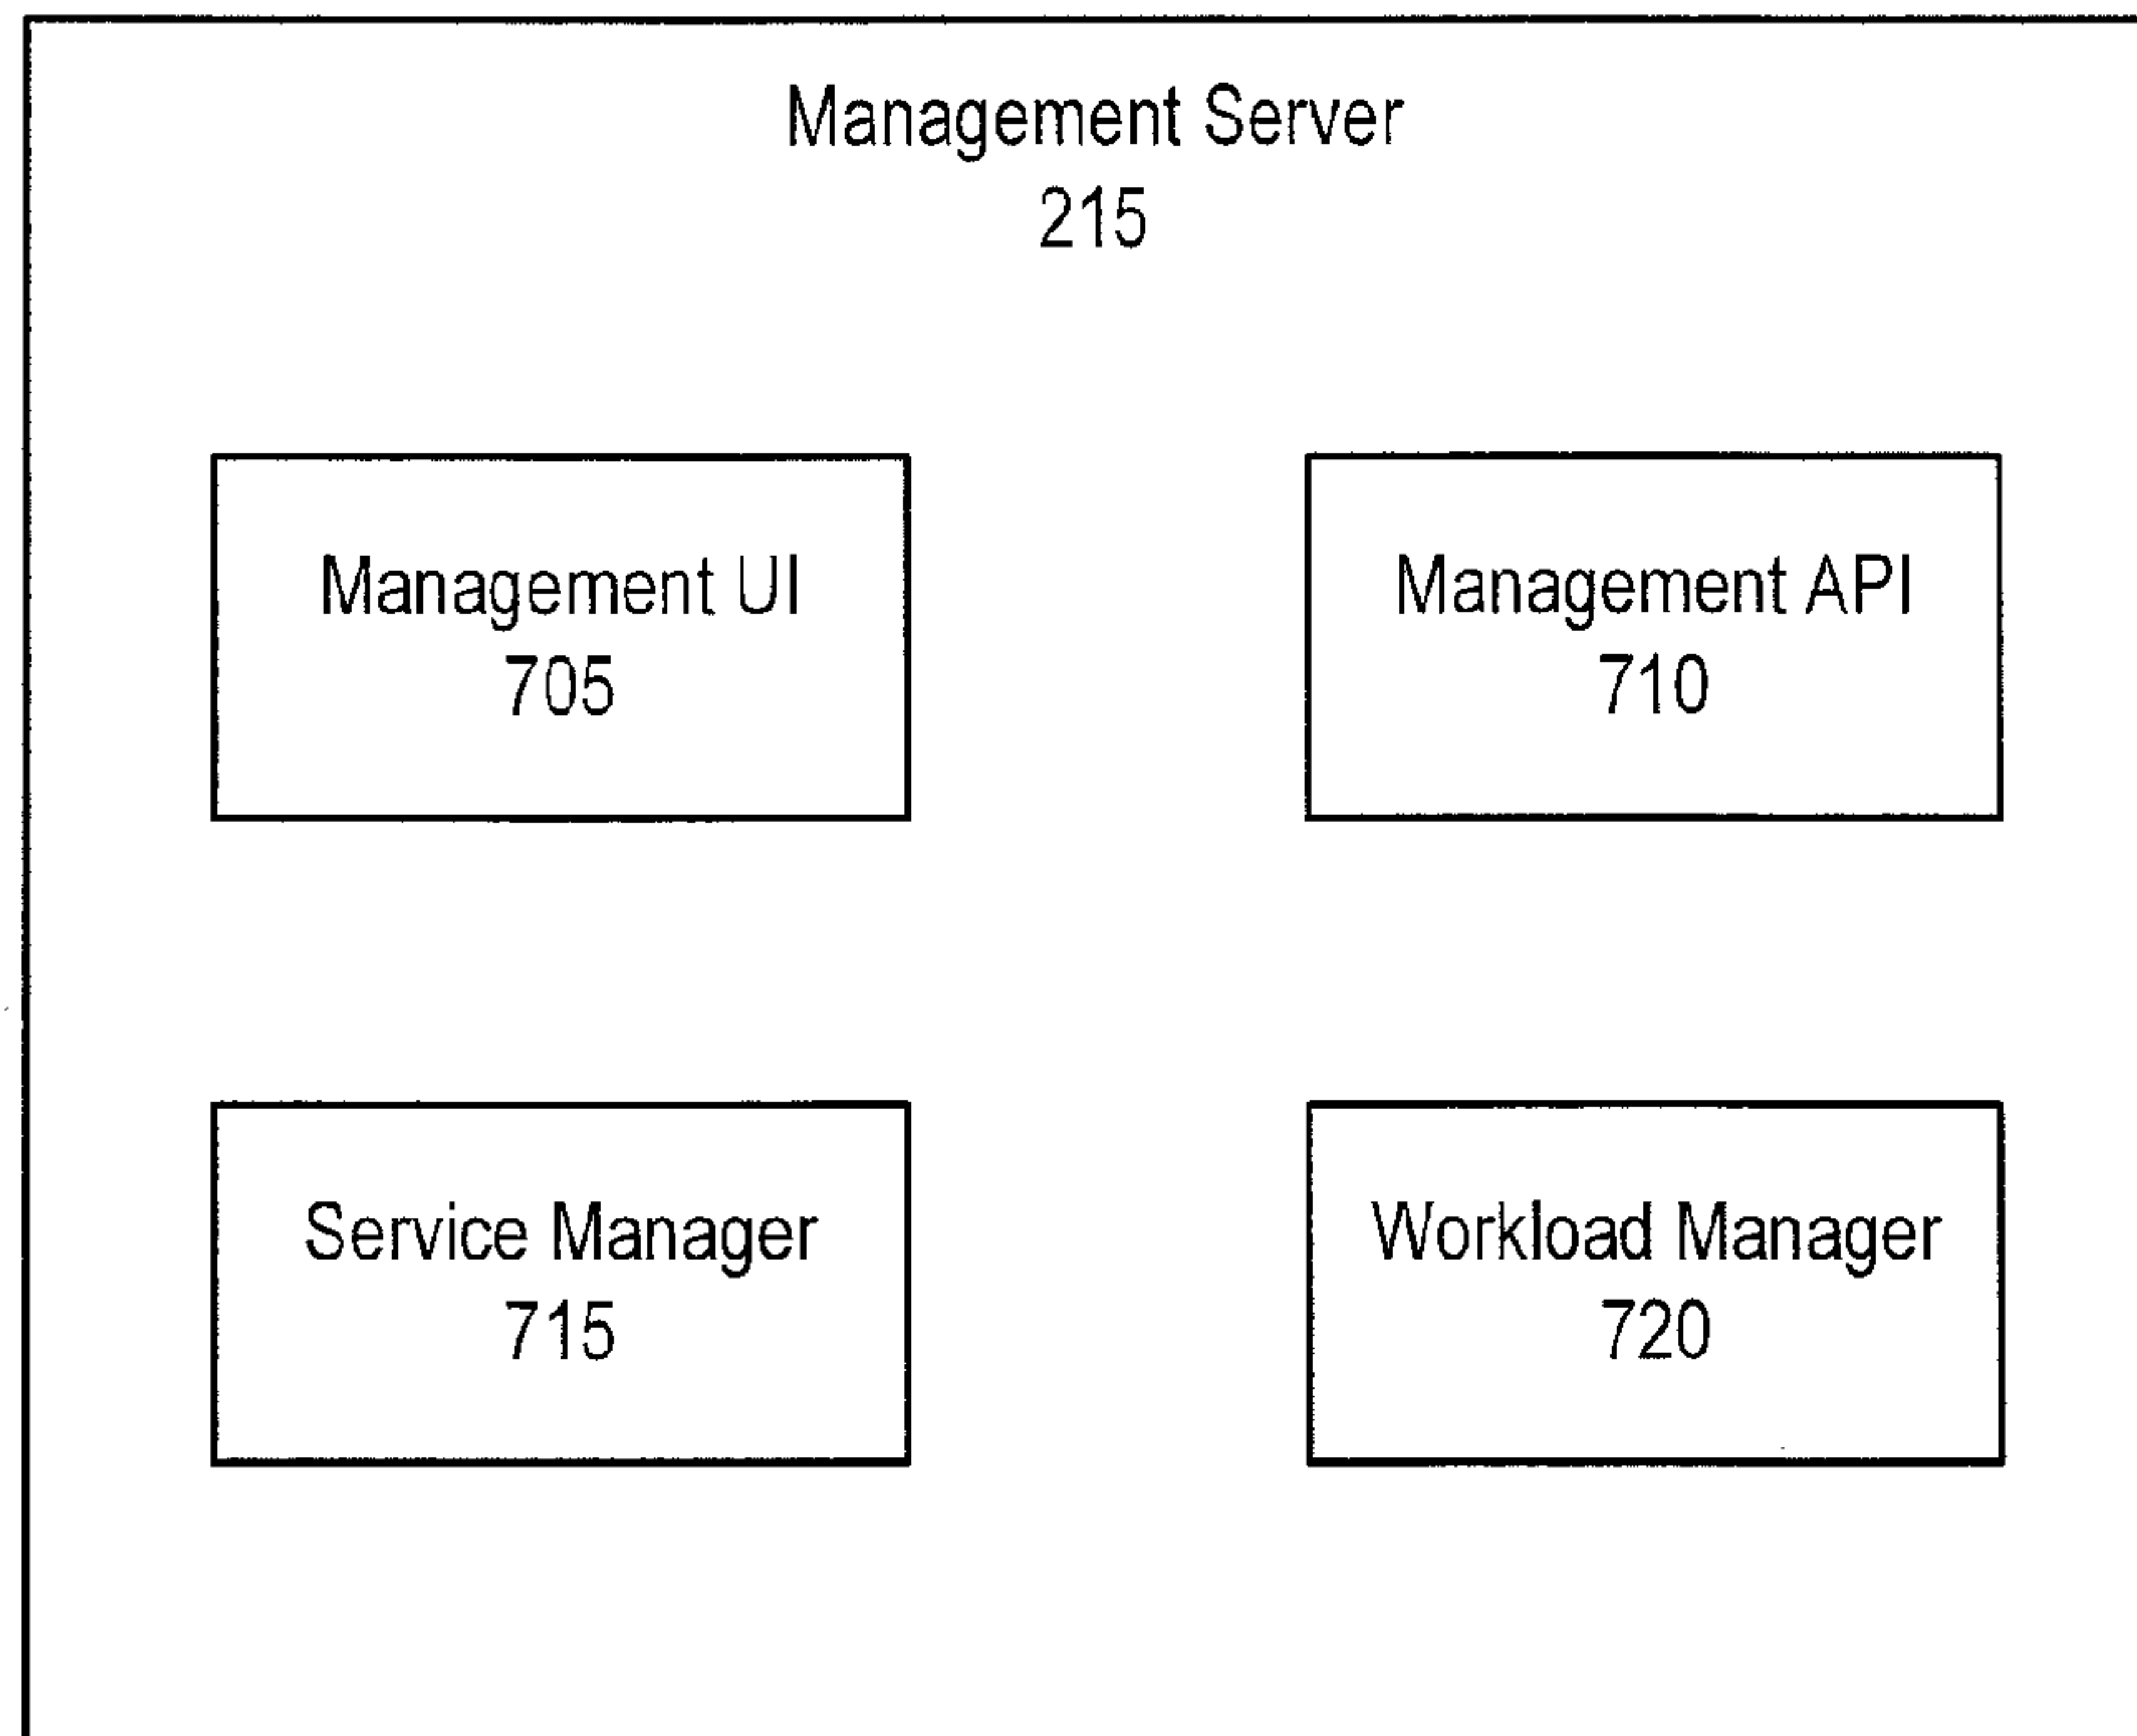 Management Server
215
Management UI
705
Management API
710
Service Manager
715
Workload Manager
720